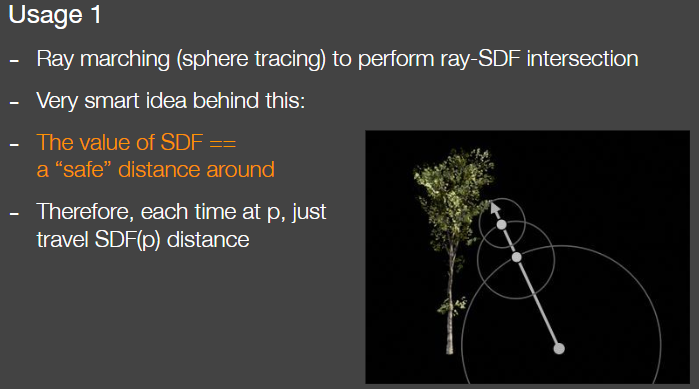 Usage 1
- Ray marching (sphere tracing) to perform ray-SDF intersection
- Very smart idea behind this:
- The value of SDF ==
a “safe” distance around
- Therefore, each time at p, just
travel SDF(p) distance